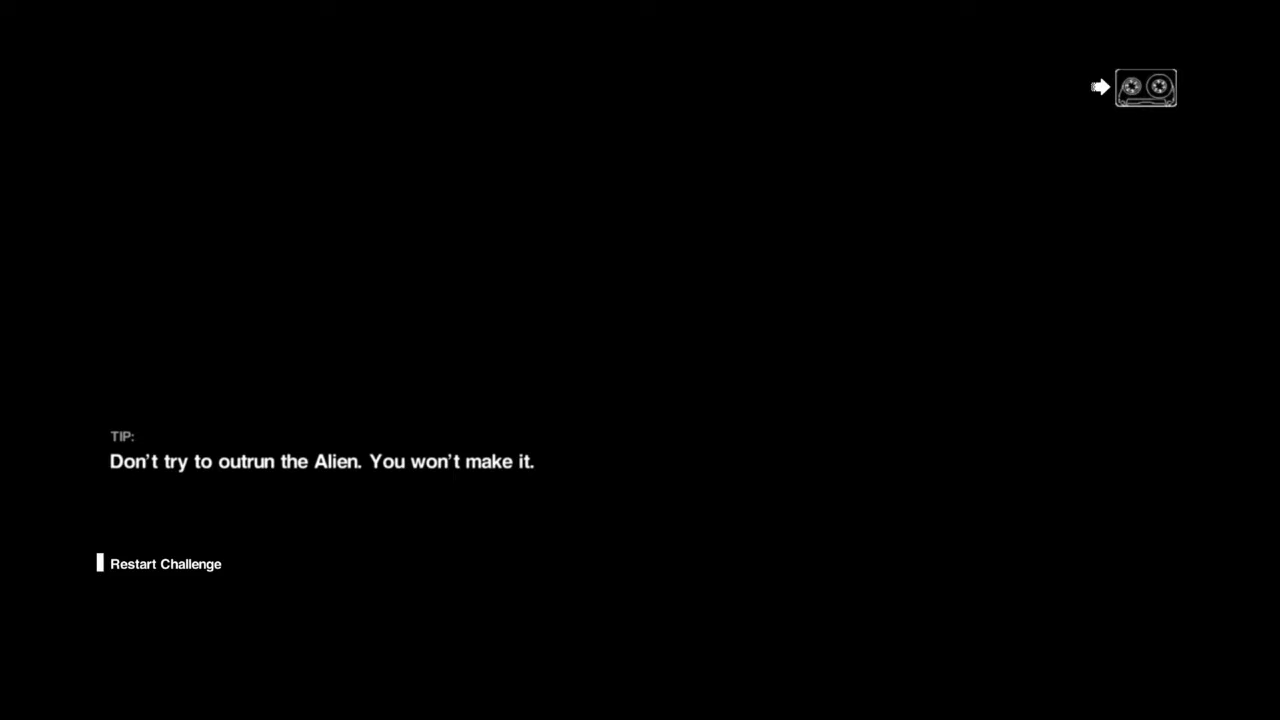 TIP:
Don’t try to outrun the Alien. You won’t make it.
Restart Challenge